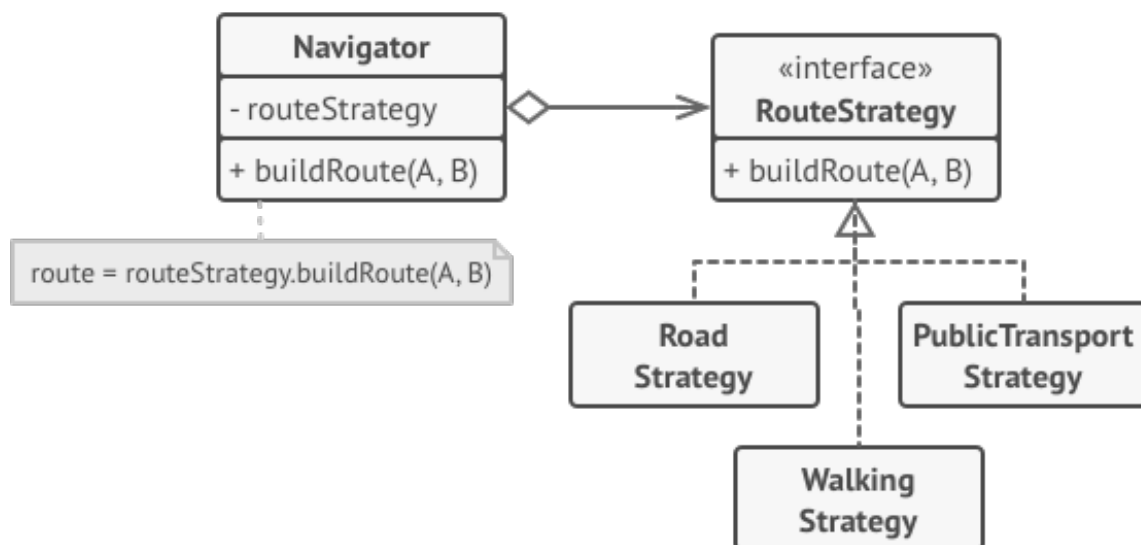 Navigator
- routeStrategy
+ buildRoute(A, B)
route = routeStrategy.buildRoute(A, B)
«interface»
RouteStrategy
+ buildRoute(A, B)
Road
Strategy
PublicTransport
Strategy
Walking
Strategy